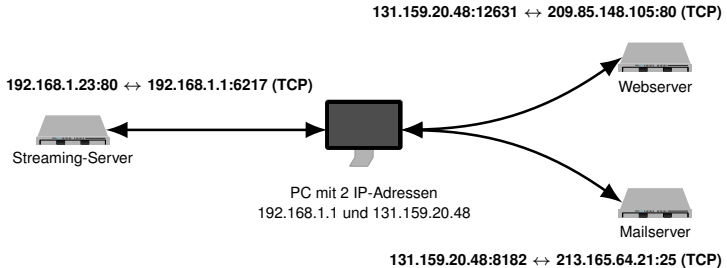 131.159.20.48:12631 ↔ 209.85.148.105:80 (TCP)
Webserver
192.168.1.23:80 ↔ 192.168.1.1:6217 (TCP)
Streaming-Server
PC mit 2 IP-Adressen
192.168.1.1 und 131.159.20.48
Mailserver
131.159.20.48:8182 ↔ 213.165.64.21:25 (TCP)